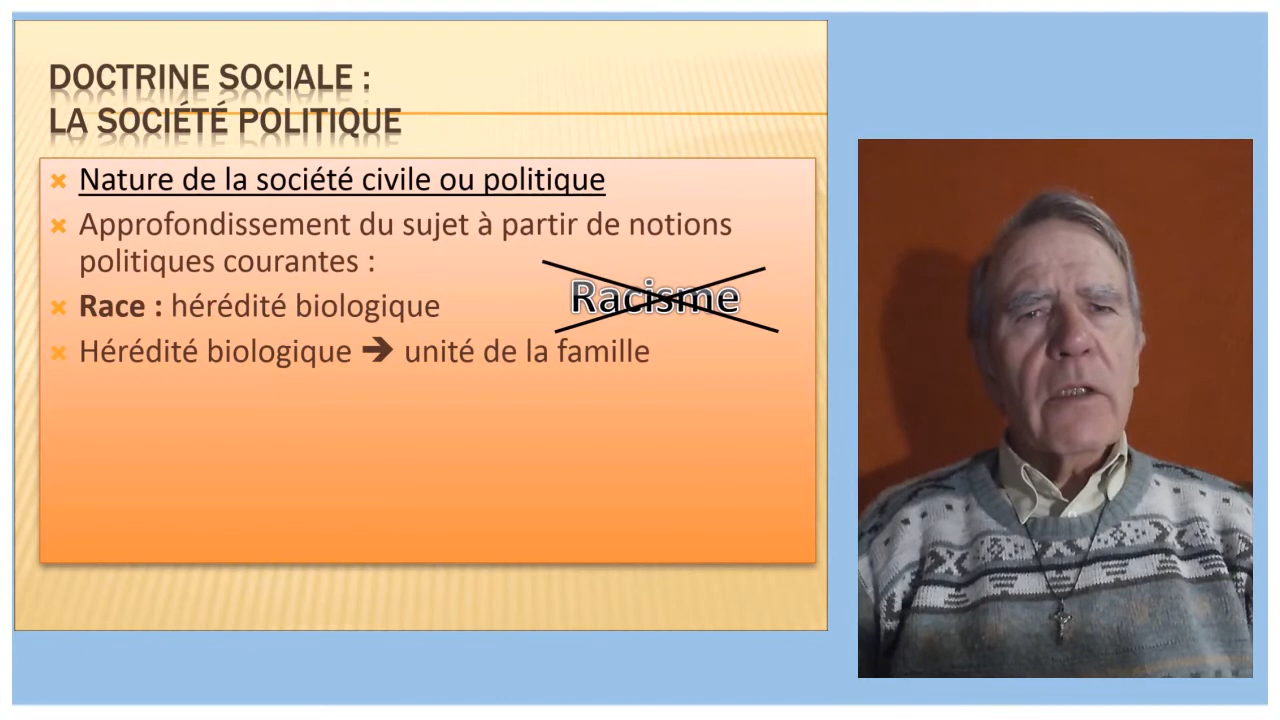 DOCTRINE SOCIALE :
LA SOCIÉTÉ POLITIQUE
Nature de la société civile ou politique
Approfondissement du sujet à partir de notions
politiques courantes :
Race : hérédité biologique
Racisme
Hérédité biologique ➔ unité de la famille